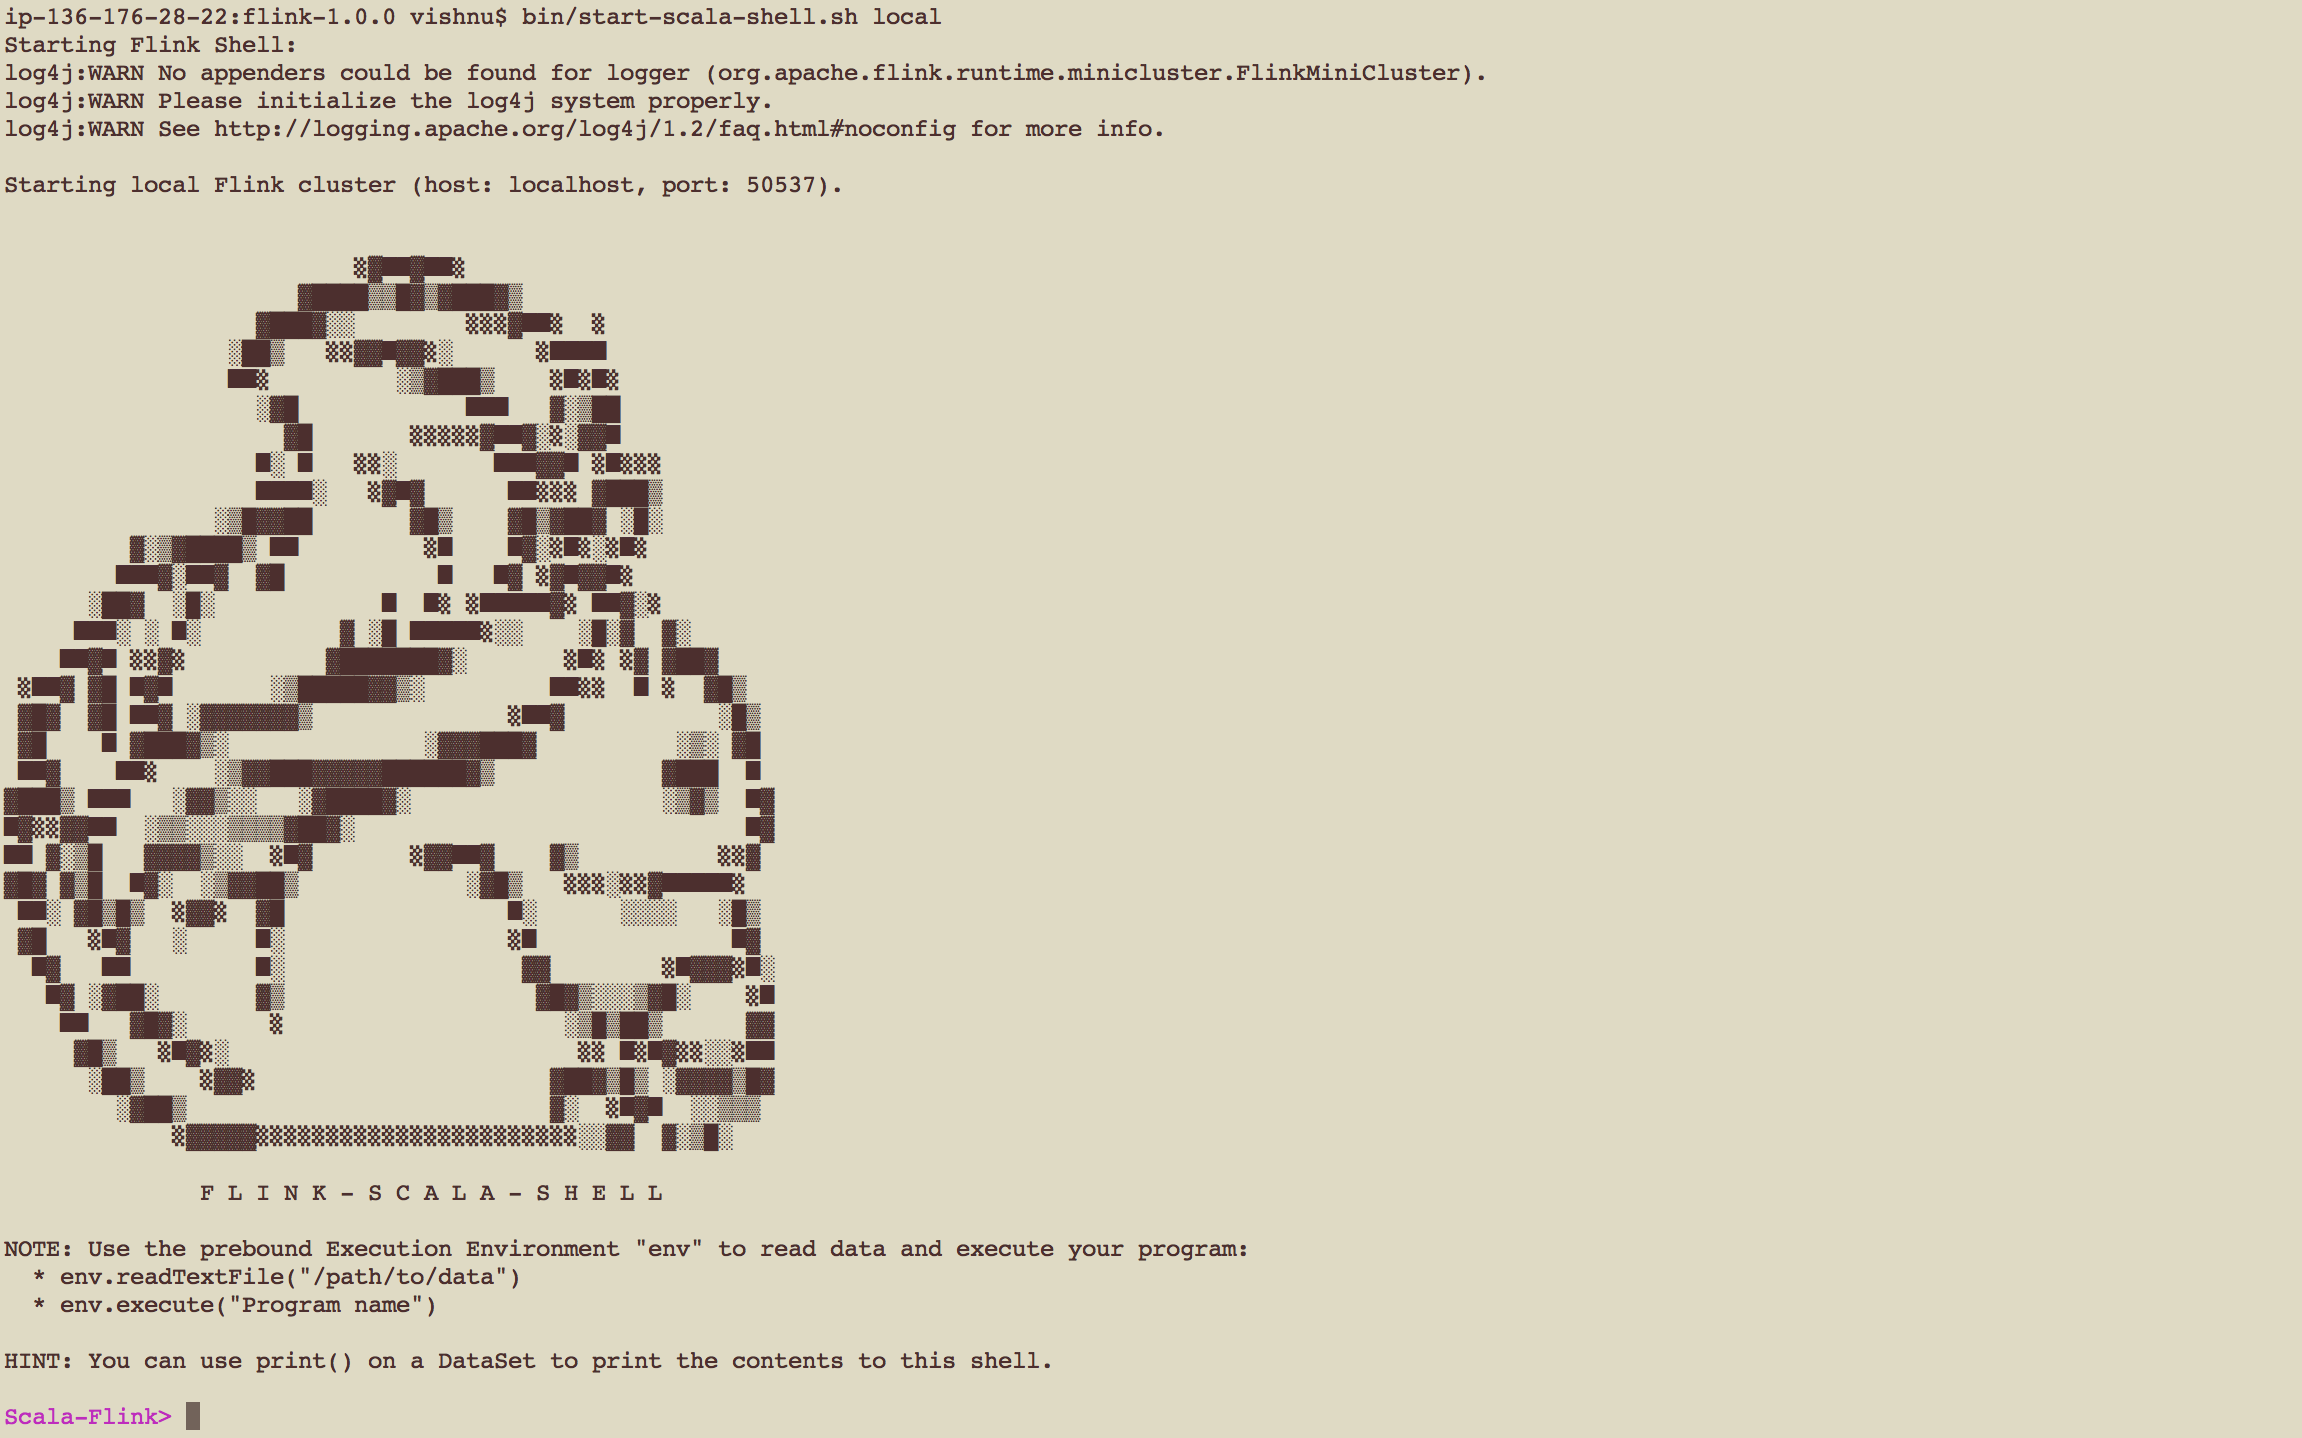 ip-136-176-28-22:flink-1.0.0 vishnu$ bin/start-scala-shell.sh local
Starting Flink Shell:
log4j:WARN No appenders could be found for logger (org.apache.flink.runtime.minicluster.FlinkMiniCluster).
log4j:WARN Please initialize the log4j system properly.
log4j:WARN See http://logging.apache.org/log4j/1.2/faq.html#noconfig for more info.
Starting local Flink cluster (host: localhost, port: 50537).
F L I N K - S C A L A - S H E L L
NOTE: Use the prebound Execution Environment "env" to read data and execute your program:
* env.readTextFile("/path/to/data")
* env.execute("Program name")
HINT: You can use print() on a DataSet to print the contents to this shell.
Scala-Flink>